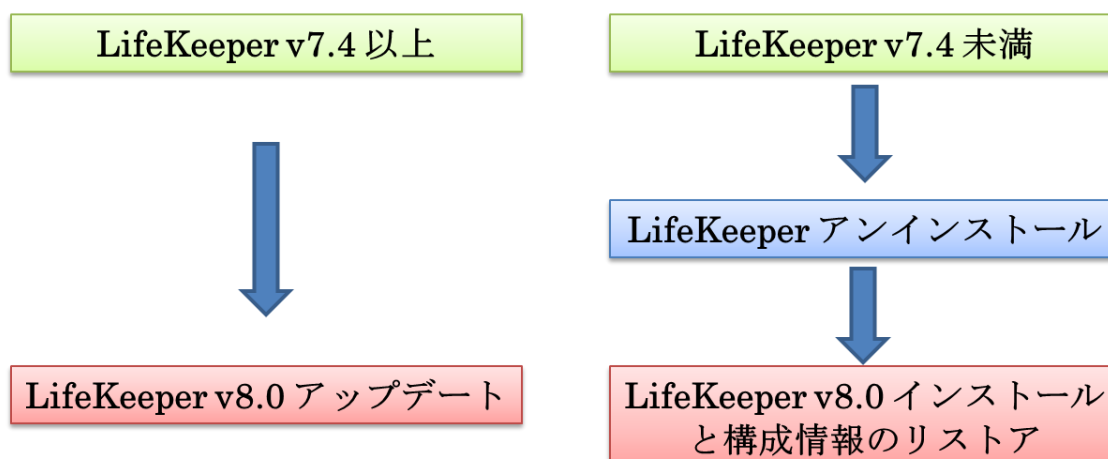 LifeKeeper v7.4 以上
LifeKeeper v8.0 アップデート
LifeKeeper v7.4 未満
LifeKeeper アンインストール
LifeKeeper v8.0 インストール
と構成情報のリストア